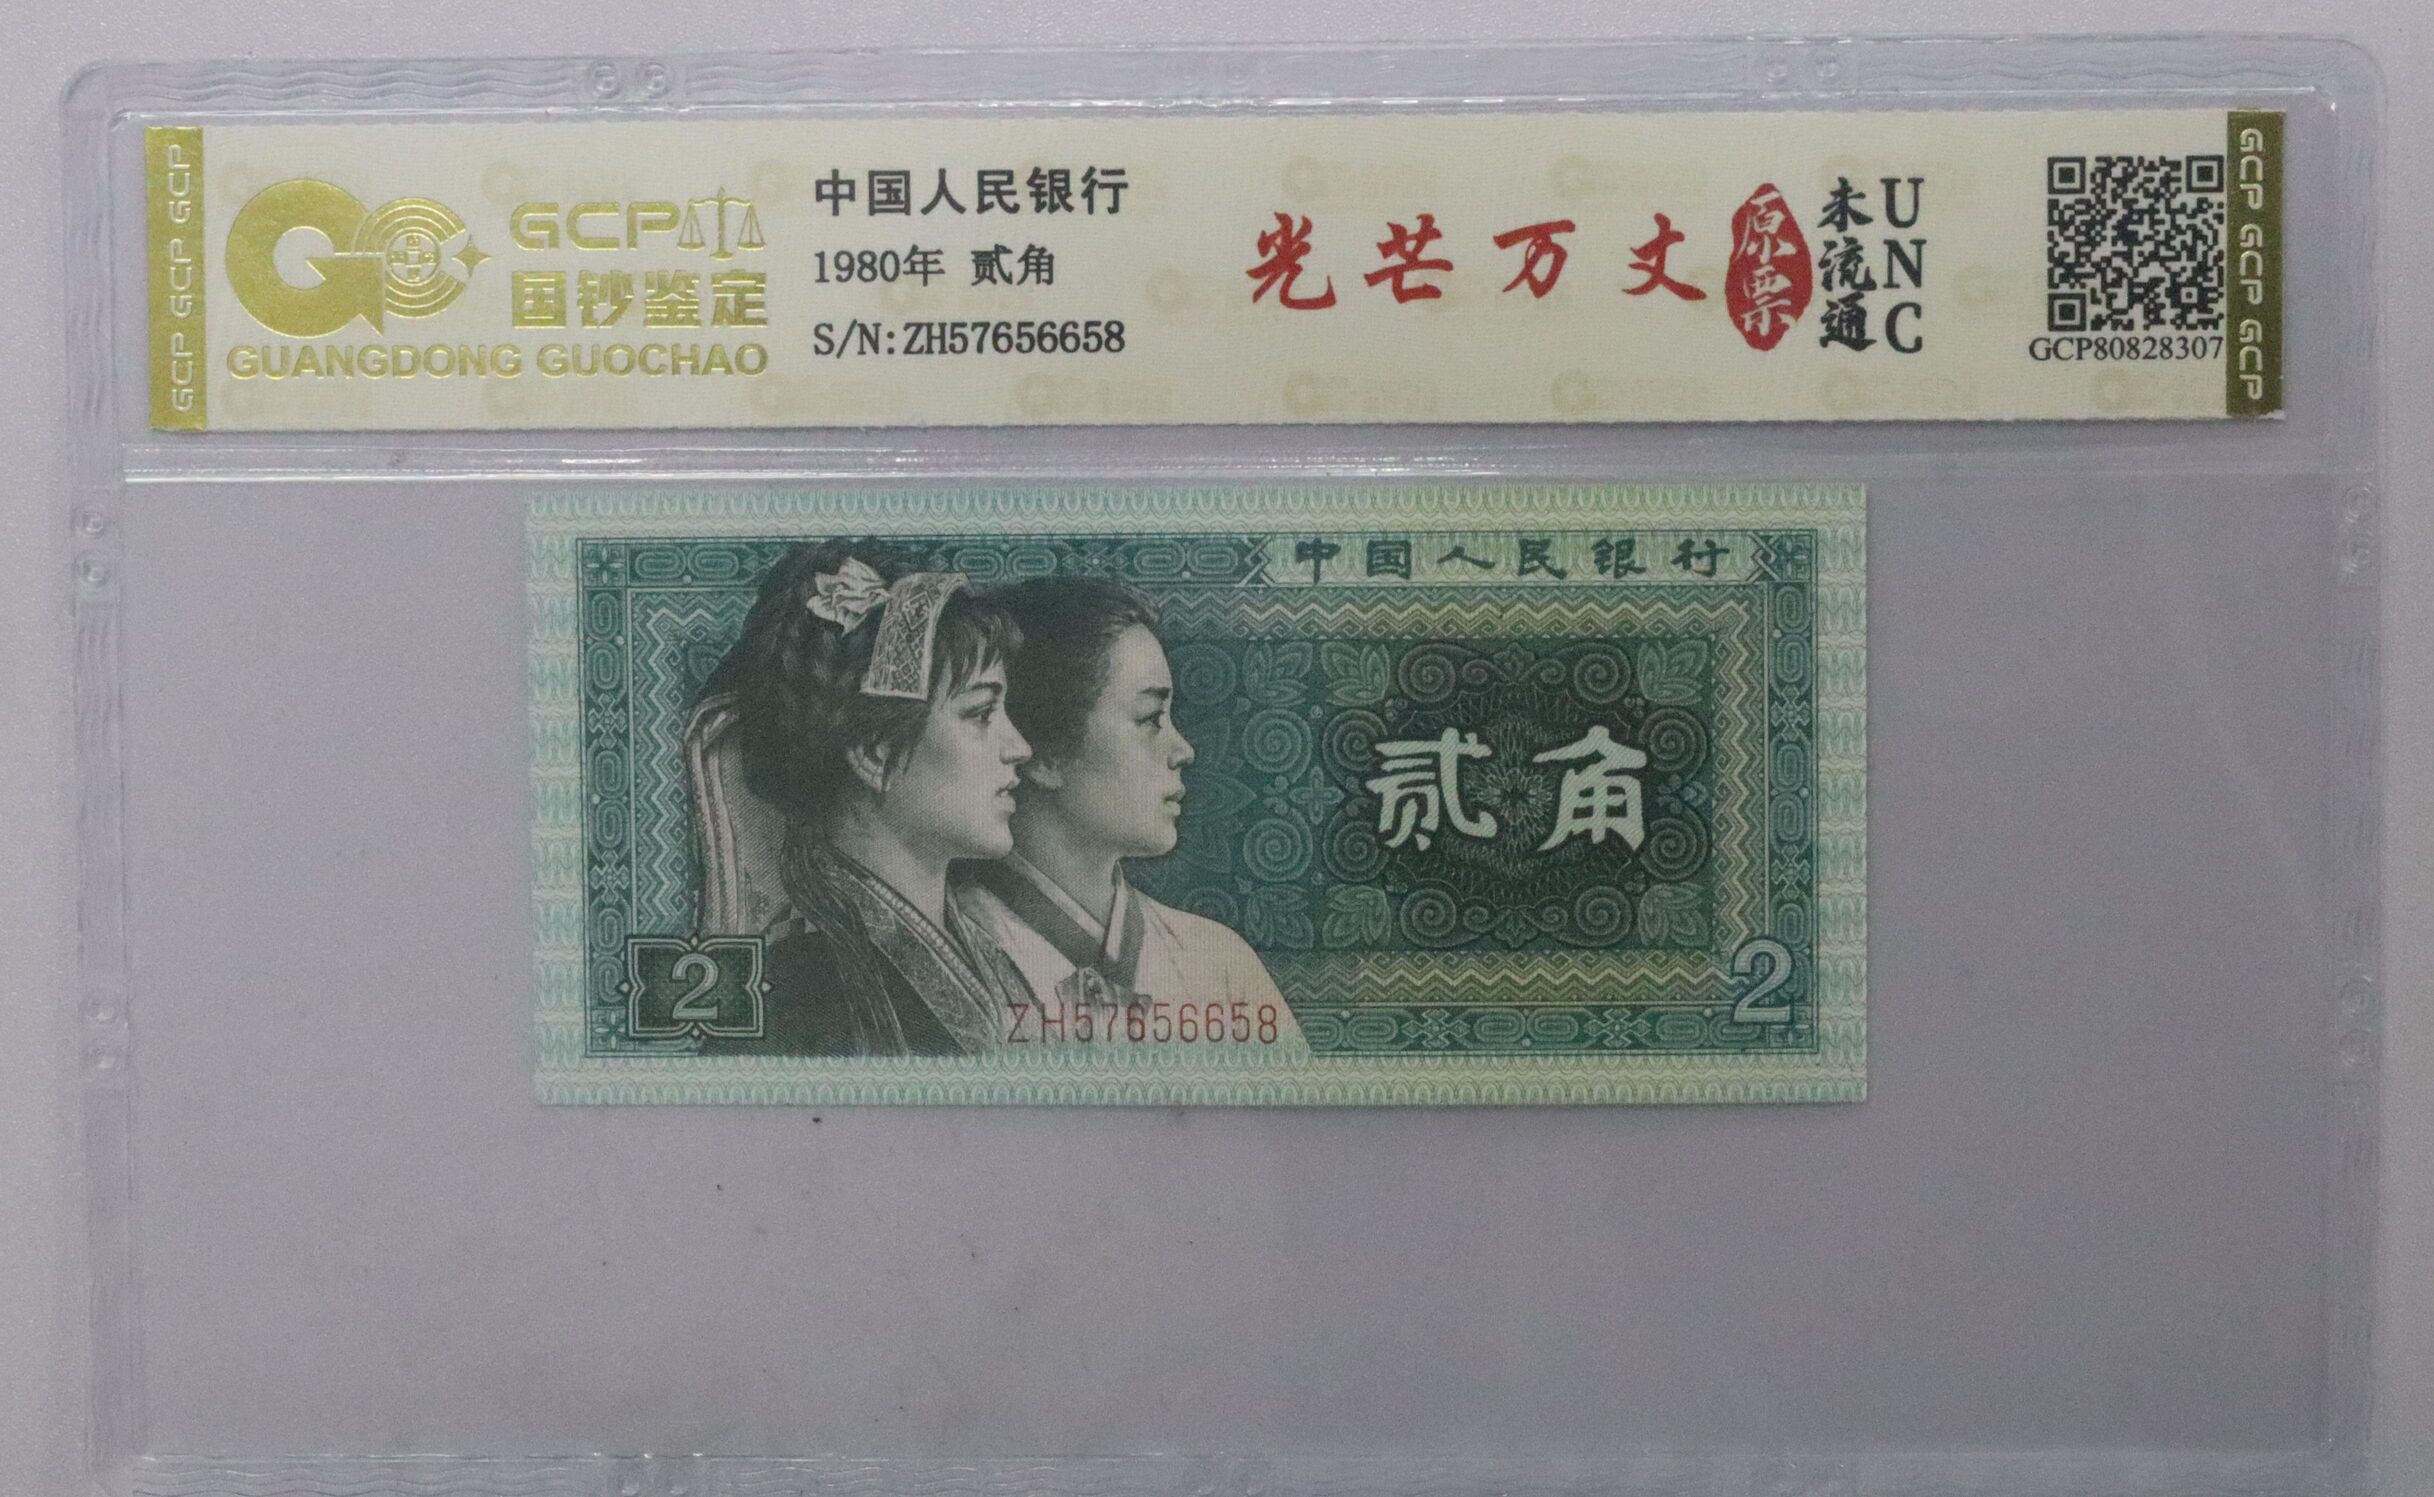 GCP GCP GCP
GCP
国钞鉴定
GUANGDONG GUOCHAO
中国人民银行
1980年 贰角
S/N:ZH57656658
光芒万丈
原票
未流通
UNC
GCP80828307
GCP GCP GCP
中国人民银行
贰角
2
2
ZH57656658